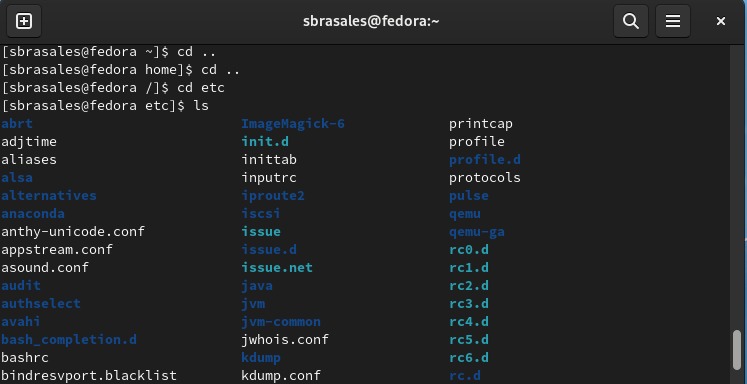 sbrasales@fedora:~
[sbrasales@fedora ~]$ cd ..
[sbrasales@fedora home]$ cd ..
[sbrasales@fedora /]$ cd etc
[sbrasales@fedora etc]$ ls
abrt ImageMagick-6 printcap
adjtime init.d profile
aliases inittab profile.d
alsa inputrc protocols
alternatives iproute2 pulse
anaconda iscsi qemu
anthy-unicode.conf issue qemu-ga
appstream.conf issue.d rc0.d
asound.conf issue.net rc1.d
audit java rc2.d
authselect jvm rc3.d
avahi jvm-common rc4.d
bash_completion.d jwhois.conf rc5.d
bashrc kdump rc6.d
bindresvport.blacklist kdump.conf rc.d